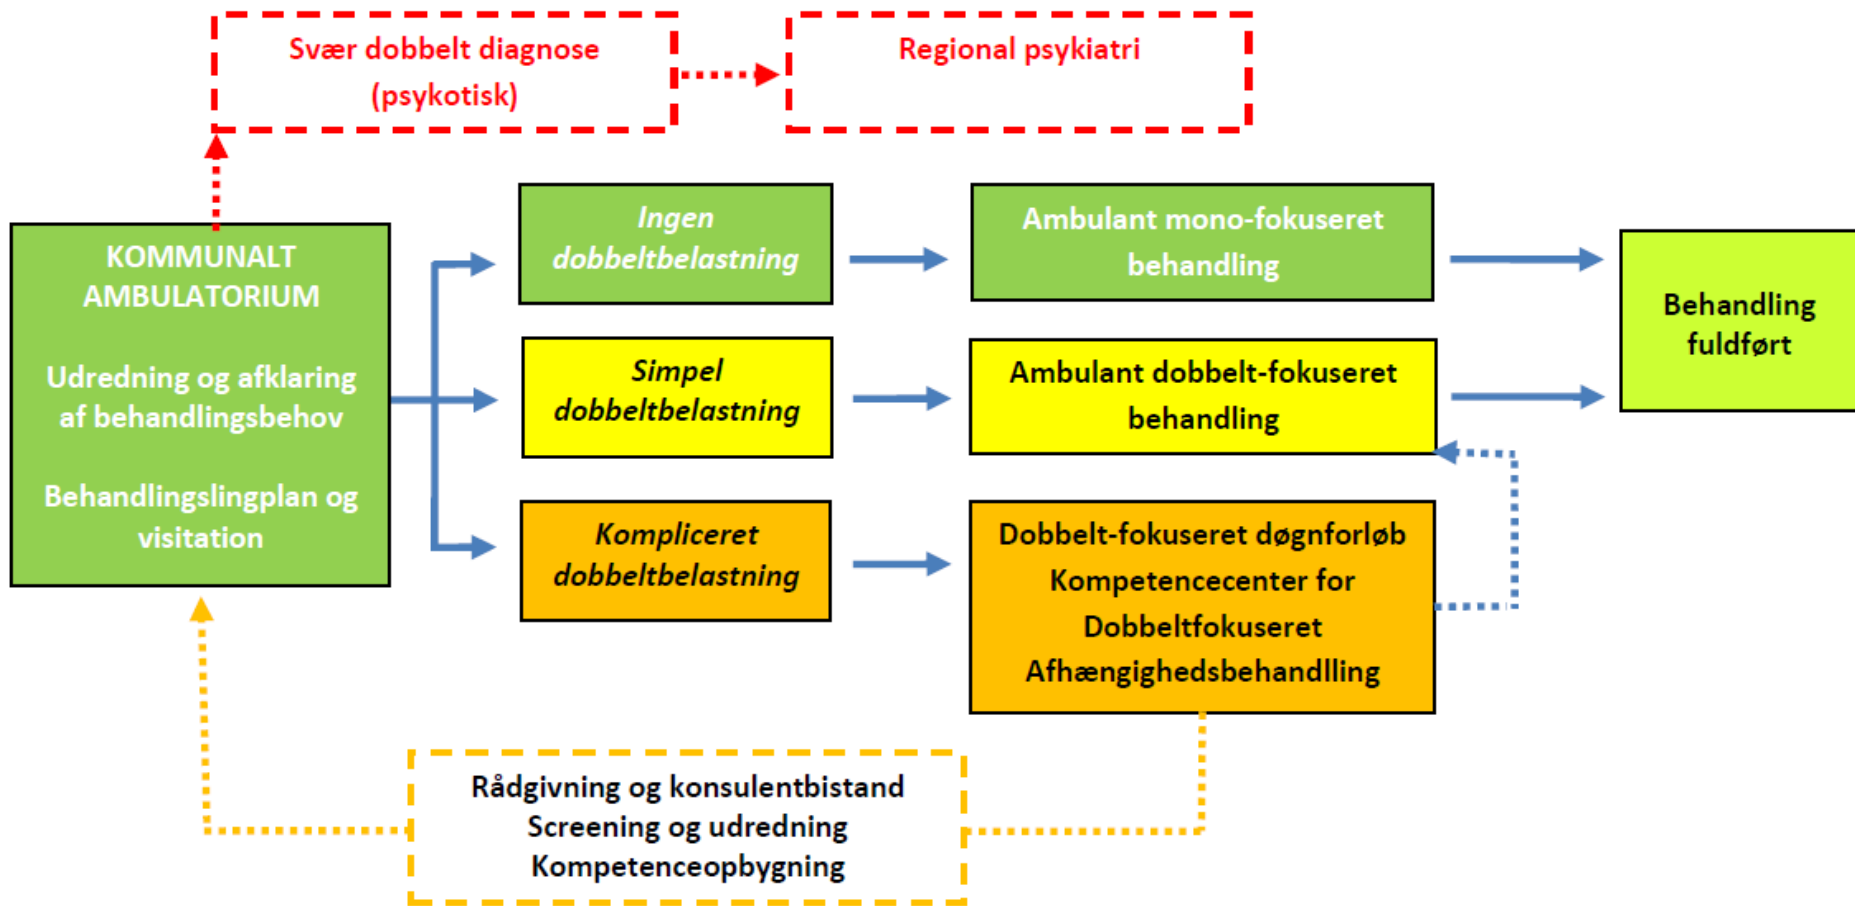 Svær dobbelt diagnose
(psykotisk)
Regional psykiatri
KOMMUNALT
AMBULATORIUM
Udredning og afklaring
af behandlingsbehov
Behandlingslingplan og
visitation
Ingen
dobbeltbelastning
Ambulant mono-fokuseret
behandling
Simpel
dobbeltbelastning
Ambulant dobbelt-fokuseret
behandling
Kompliceret
dobbeltbelastning
Dobbelt-fokuseret døgnforløb
Kompetencecenter for
Dobbeltfokuseret
Afhængighedsbehandlling
Behandling
fuldført
Rådgivning og konsulentbistand
Screening og udredning
Kompetenceopbygning